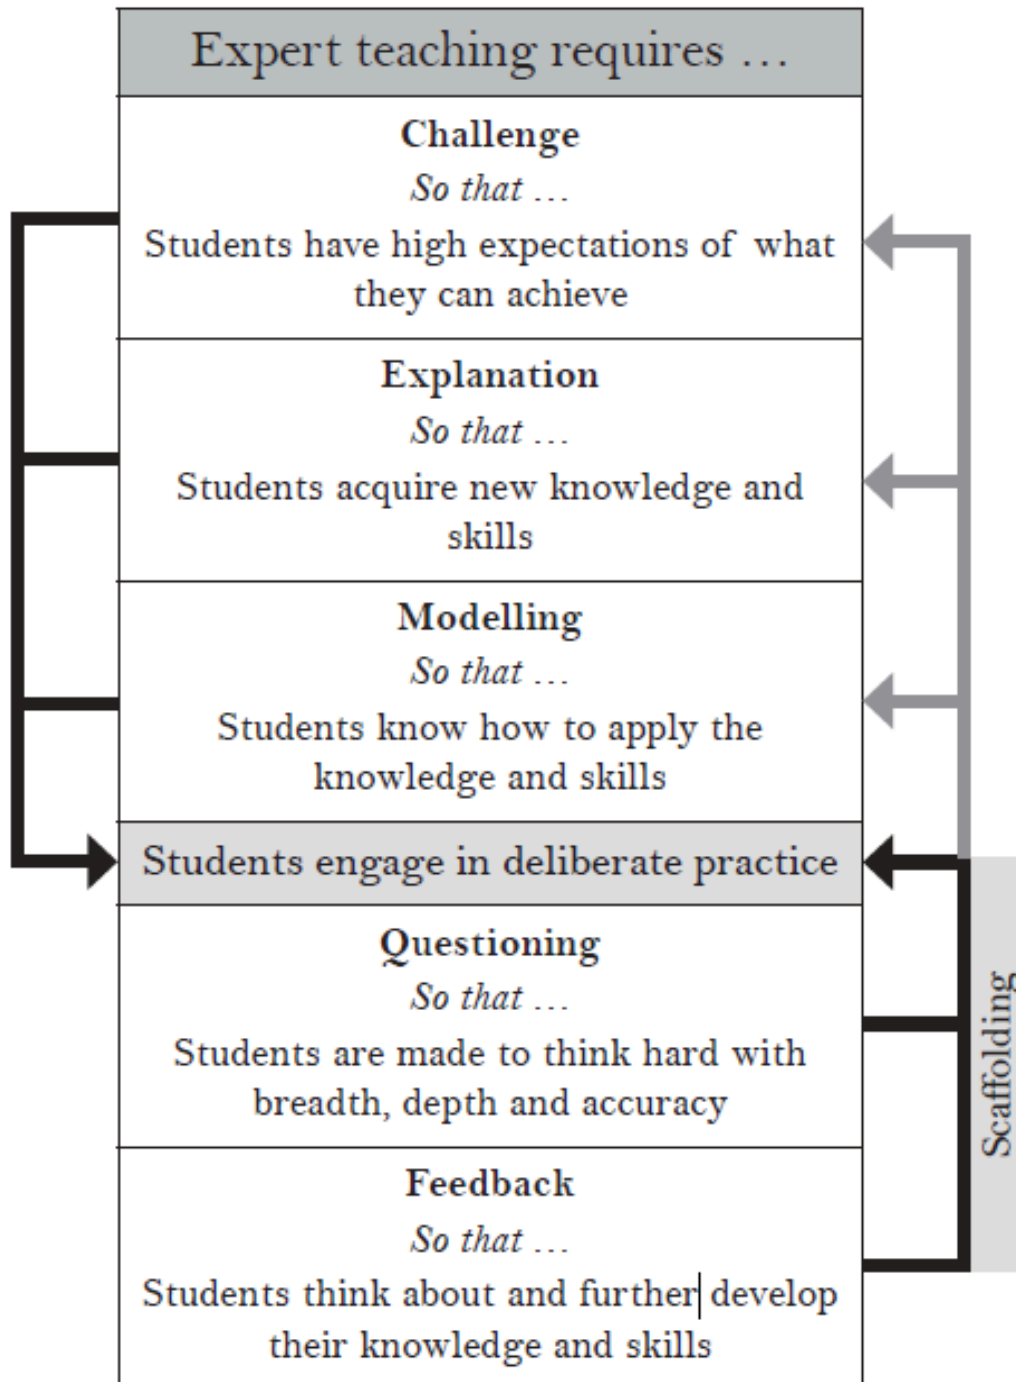 Expert teaching requires …
Challenge
So that …
Students have high expectations of what
they can achieve
Explanation
So that …
Students acquire new knowledge and
skills
Modelling
So that …
Students know how to apply the
knowledge and skills
Students engage in deliberate practice
Questioning
So that …
Students are made to think hard with
breadth, depth and accuracy
Feedback
So that …
Students think about and further develop
their knowledge and skills
Scaffolding